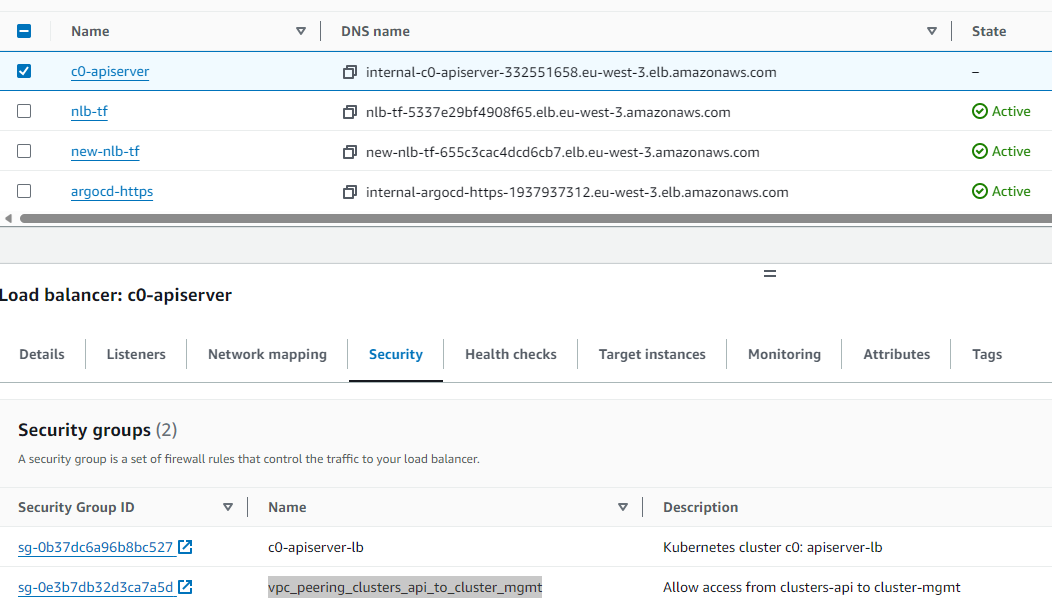 Name DNS name State
c0-apiserver internal-c0-apiserver-332551658.eu-west-3.elb.amazonaws.com –
nlb-tf nlb-tf-5337e29bf4908f65.elb.eu-west-3.amazonaws.com Active
new-nlb-tf new-nlb-tf-655c3cac4dcd6cb7.elb.eu-west-3.amazonaws.com Active
argocd-https internal-argocd-https-1937937312.eu-west-3.elb.amazonaws.com Active
Load balancer: c0-apiserver
Details Listeners Network mapping Security Health checks Target instances Monitoring Attributes Tags
Security groups (2)
A security group is a set of firewall rules that control the traffic to your load balancer.
Security Group ID Name Description
sg-0b37dc6a96b8bc527 c0-apiserver-lb Kubernetes cluster c0: apiserver-lb
sg-0e3b7db32d3ca7a5d vpc_peering_clusters_api_to_cluster_mgmt Allow access from clusters-api to cluster-mgmt